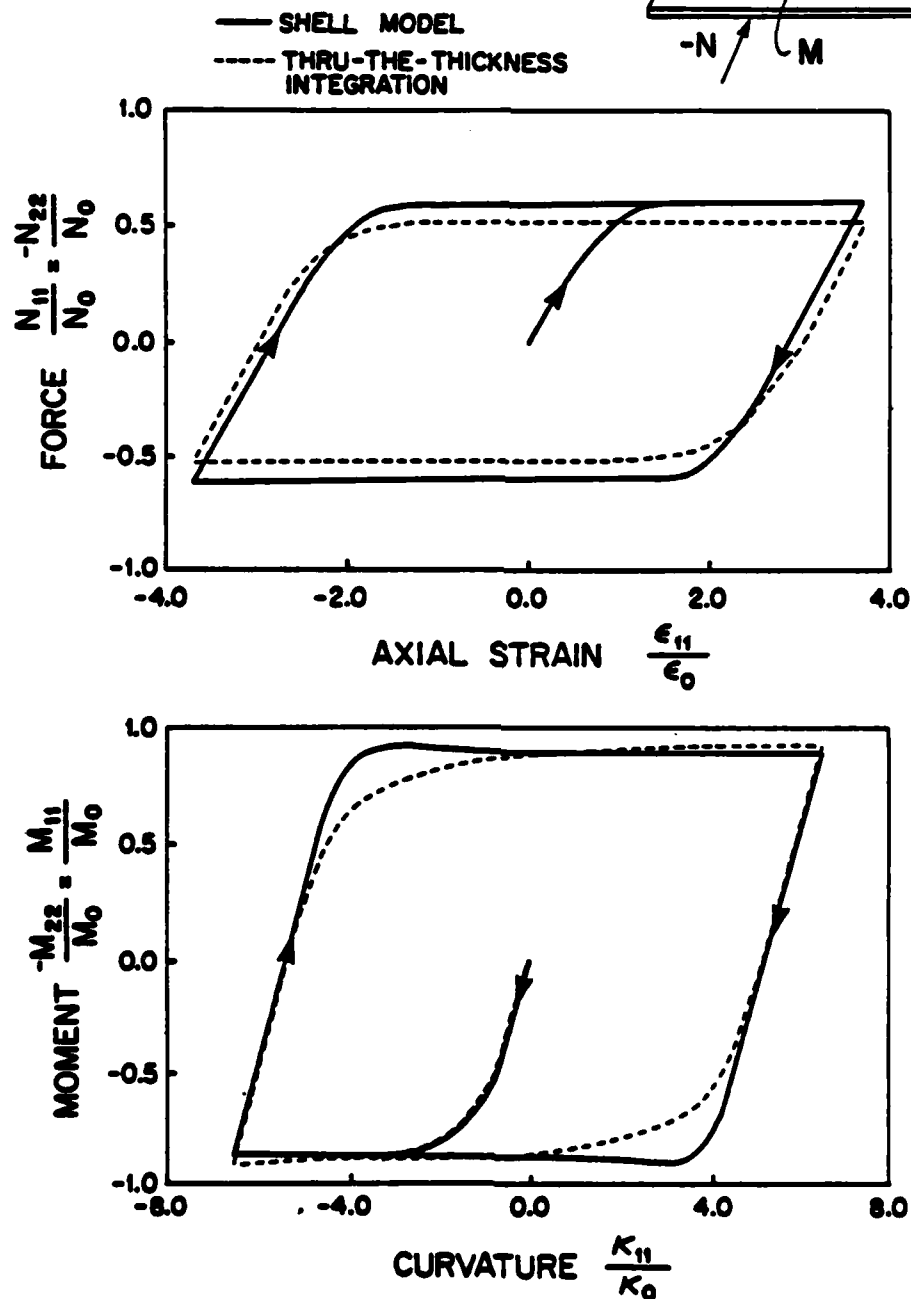 SHELL MODEL
THRU-THE-THICKNESS
INTEGRATION
-N
M
1.0
0.5
0.0
-0.5
-1.0
FORCE N₁₁/N₀ = -N₂₂/N₀
-4.0 -2.0 0.0 2.0 4.0
AXIAL STRAIN ϵ₁₁/ϵ₀
1.0
0.5
0.0
-0.5
-1.0
MOMENT -M₂₂/M₀ = M₁₁/M₀
-8.0 -4.0 0.0 4.0 8.0
CURVATURE K₁₁/K₀